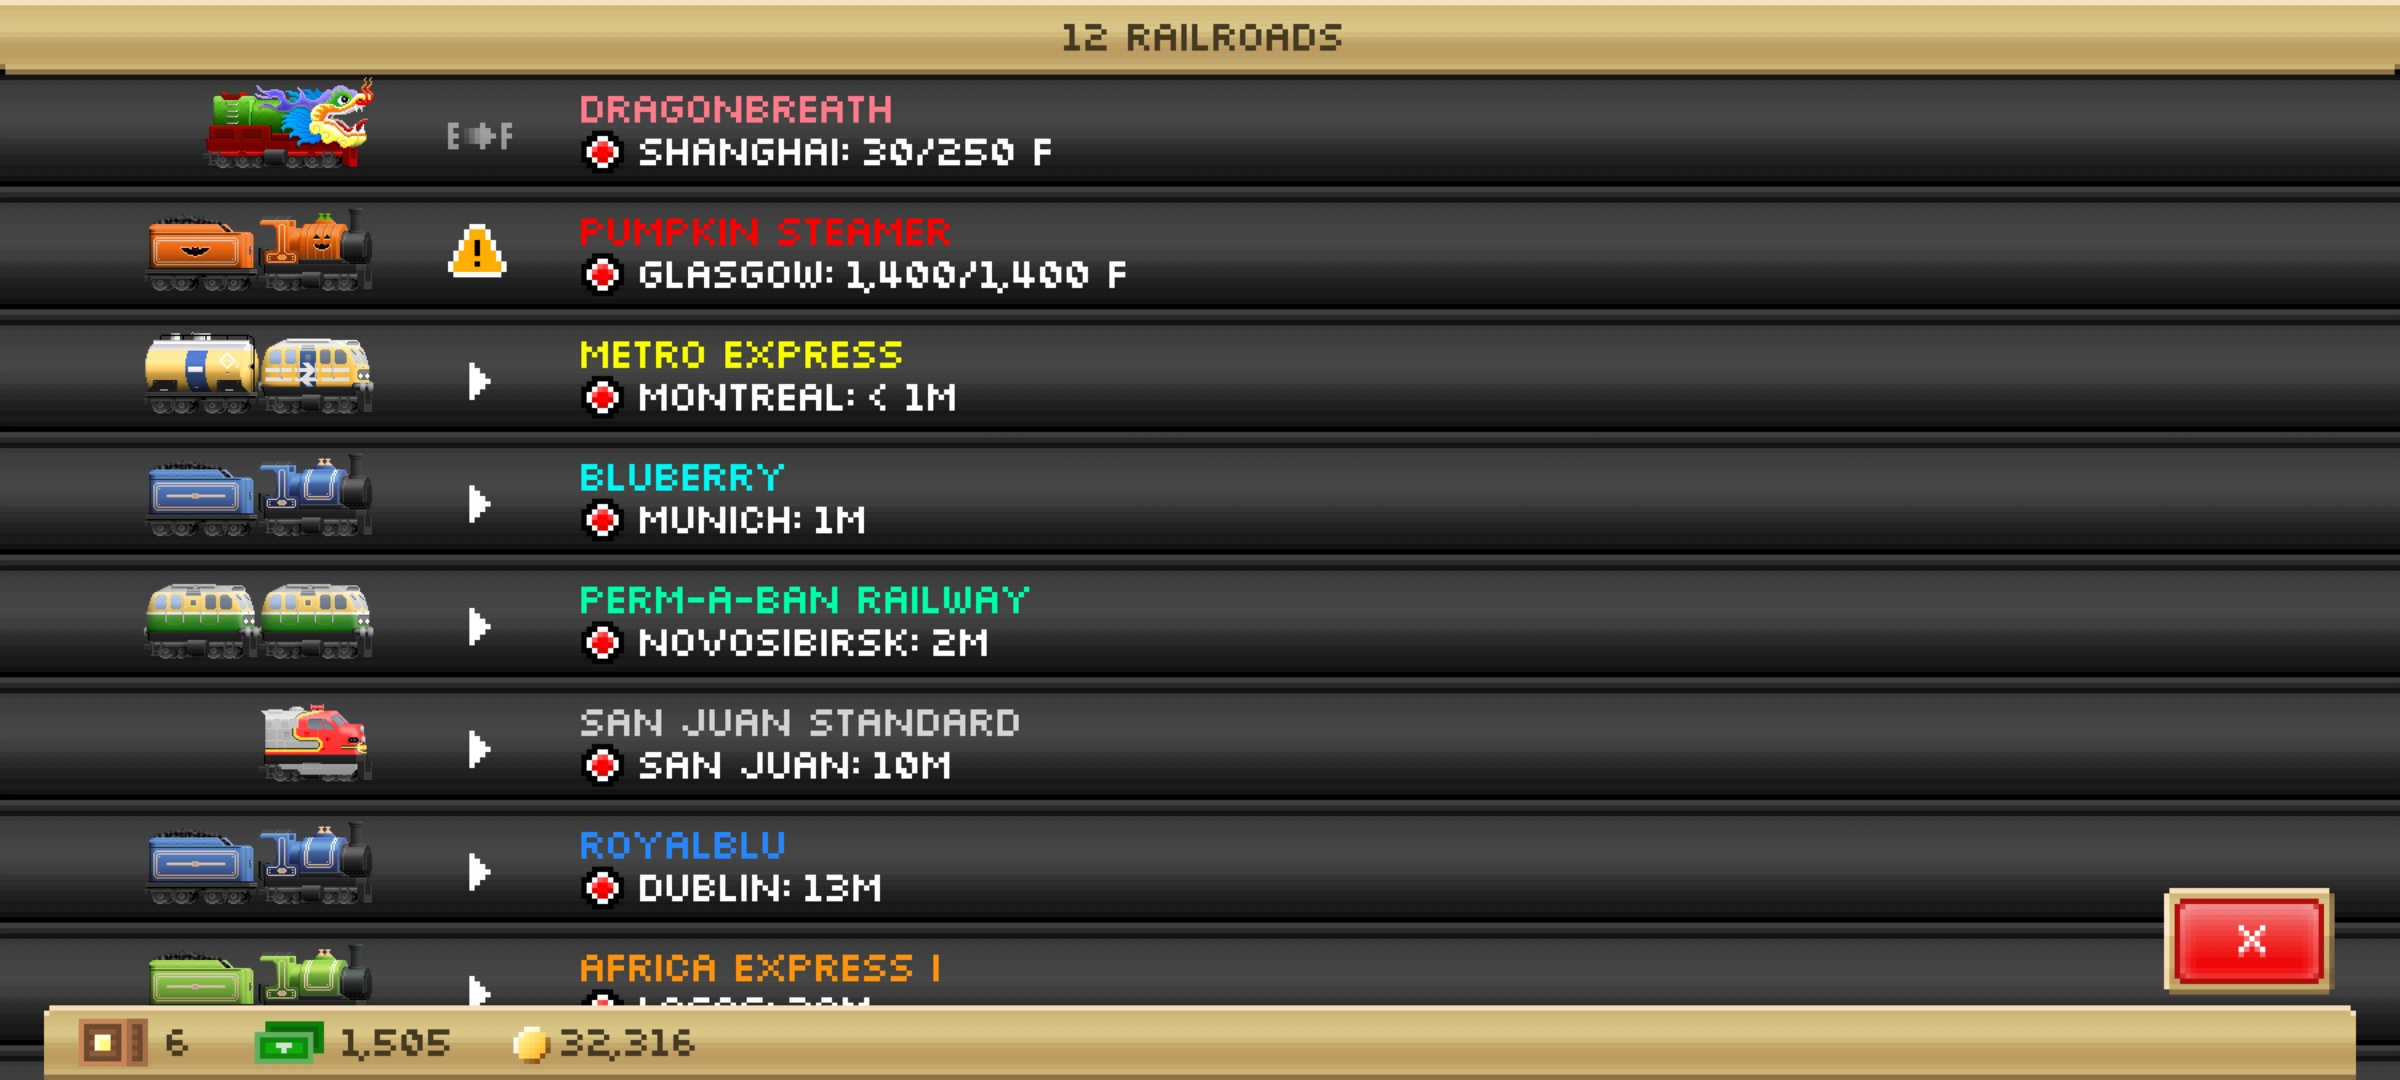 12 RAILROADS
DRAGONBREATH
E F
SHANGHAI: 30/250 F
PUMPKIN STEAMER
GLASGOW: 1,400/1,400 F
METRO EXPRESS
MONTREAL: < 1M
BLUBERRY
MUNICH: 1M
PERM-A-BAN RAILWAY
NOVOSIBIRSK: 2M
SAN JUAN STANDARD
SAN JUAN: 10M
ROYALBLU
DUBLIN: 13M
X
AFRICA EXPRESS I
6 1,505 32,316